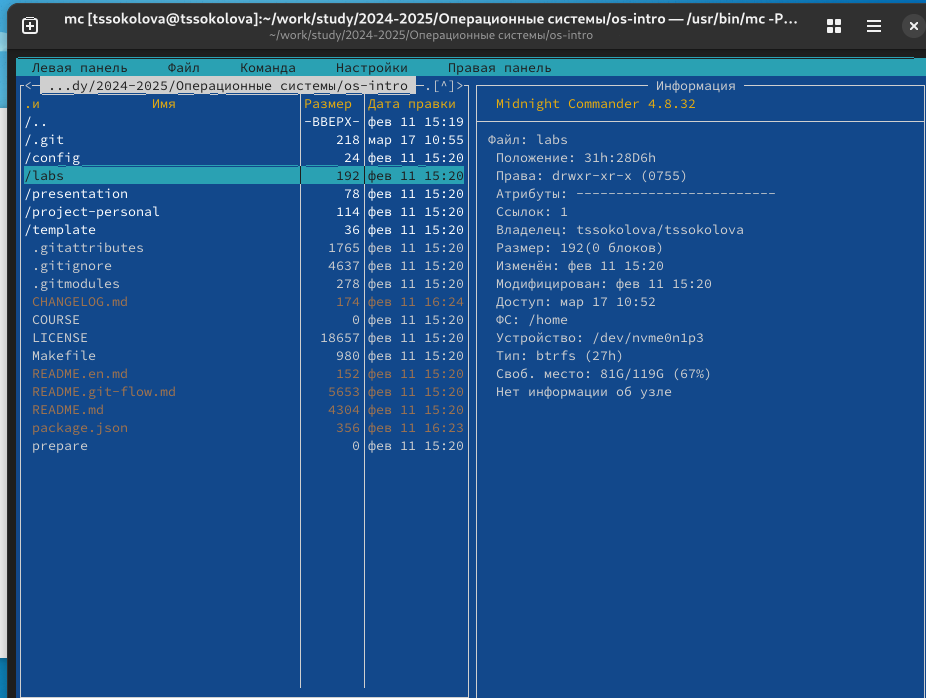 mc [tssokolova@tssokolova]:~/work/study/2024-2025/Операционные системы/os-intro — /usr/bin/mc -P…
~/work/study/2024-2025/Операционные системы/os-intro
Левая панель Файл Команда Настройки Правая панель
<— ...dy/2024-2025/Операционные системы/os-intro —.[^]>
.и Имя Размер Дата правки
/.. -ВВЕРХ- фев 11 15:19
/.git 218 мар 17 10:55
/config 24 фев 11 15:20
/labs 192 фев 11 15:20
/presentation 78 фев 11 15:20
/project-personal 114 фев 11 15:20
/template 36 фев 11 15:20
.gitattributes 1765 фев 11 15:20
.gitignore 4637 фев 11 15:20
.gitmodules 278 фев 11 15:20
CHANGELOG.md 174 фев 11 16:24
COURSE 0 фев 11 15:20
LICENSE 18657 фев 11 15:20
Makefile 980 фев 11 15:20
README.en.md 152 фев 11 15:20
README.git-flow.md 5653 фев 11 15:20
README.md 4304 фев 11 15:20
package.json 356 фев 11 16:23
prepare 0 фев 11 15:20
Информация
Midnight Commander 4.8.32
Файл: labs
Положение: 31h:28D6h
Права: drwxr-xr-x (0755)
Атрибуты: -------------------------
Ссылок: 1
Владелец: tssokolova/tssokolova
Размер: 192(0 блоков)
Изменён: фев 11 15:20
Модифицирован: фев 11 15:20
Доступ: мар 17 10:52
ФС: /home
Устройство: /dev/nvme0n1p3
Тип: btrfs (27h)
Своб. место: 81G/119G (67%)
Нет информации об узле